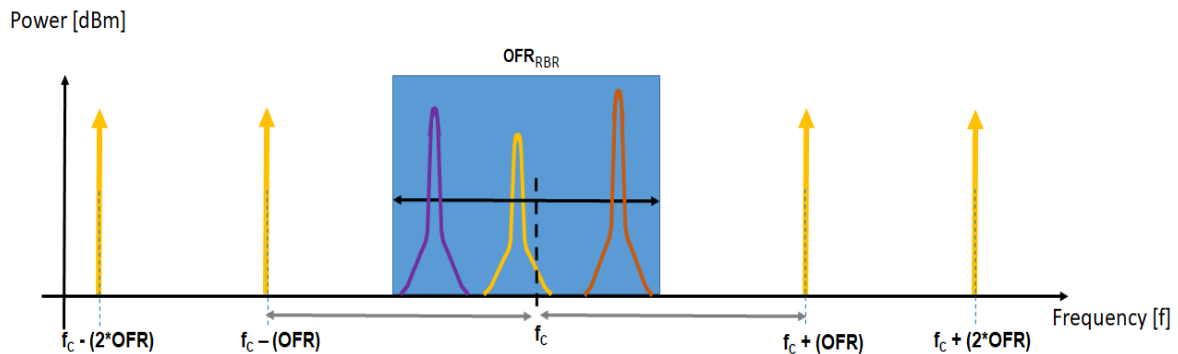 Power [dBm]
OFR_RBR
Frequency [f]
f_C - (2*OFR)
f_C – (OFR)
f_C
f_C + (OFR)
f_C + (2*OFR)